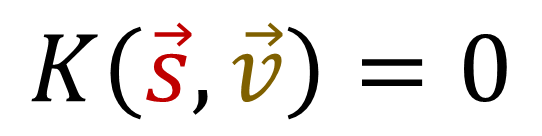 K(s⃗, v⃗) = 0